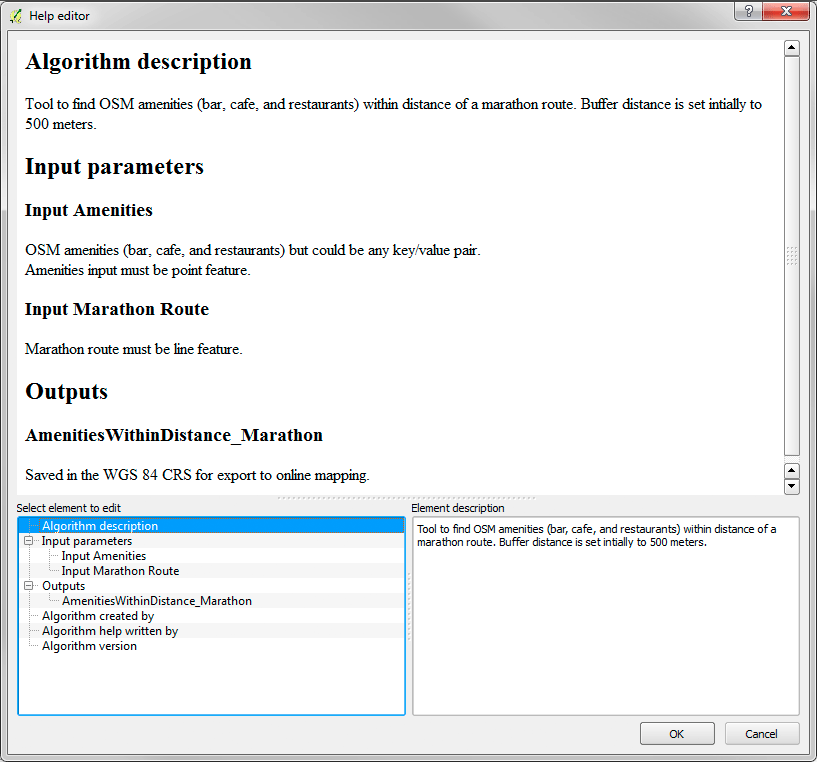 Help editor
Algorithm description
Tool to find OSM amenities (bar, cafe, and restaurants) within distance of a marathon route. Buffer distance is set intially to
500 meters.
Input parameters
Input Amenities
OSM amenities (bar, cafe, and restaurants) but could be any key/value pair.
Amenities input must be point feature.
Input Marathon Route
Marathon route must be line feature.
Outputs
AmenitiesWithinDistance_Marathon
Saved in the WGS 84 CRS for export to online mapping.
Select element to edit
Algorithm description
Input parameters
Input Amenities
Input Marathon Route
Outputs
AmenitiesWithinDistance_Marathon
Algorithm created by
Algorithm help written by
Algorithm version
Element description
Tool to find OSM amenities (bar, cafe, and restaurants) within distance of a
marathon route. Buffer distance is set intially to 500 meters.
OK
Cancel